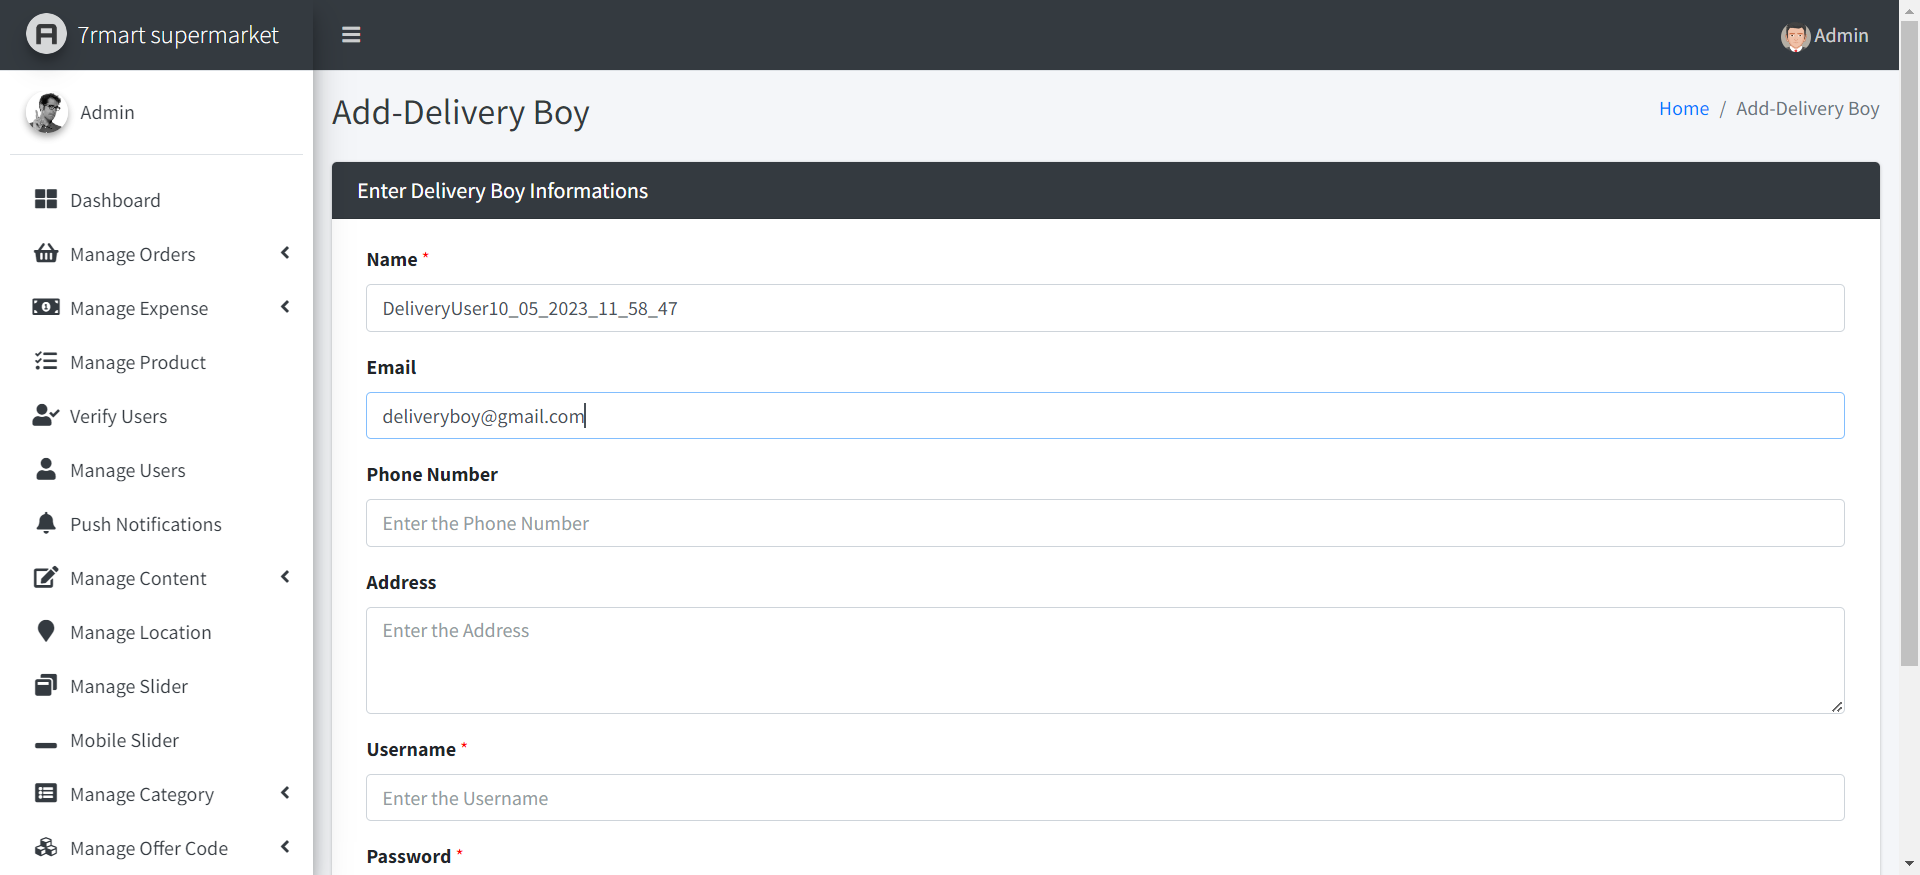 7rmart supermarket
Admin
Admin
Dashboard
Manage Orders
Manage Expense
Manage Product
Verify Users
Manage Users
Push Notifications
Manage Content
Manage Location
Manage Slider
Mobile Slider
Manage Category
Manage Offer Code
Add-Delivery Boy
Home / Add-Delivery Boy
Enter Delivery Boy Informations
Name *
DeliveryUser10_05_2023_11_58_47
Email
deliveryboy@gmail.com
Phone Number
Enter the Phone Number
Address
Enter the Address
Username *
Enter the Username
Password *